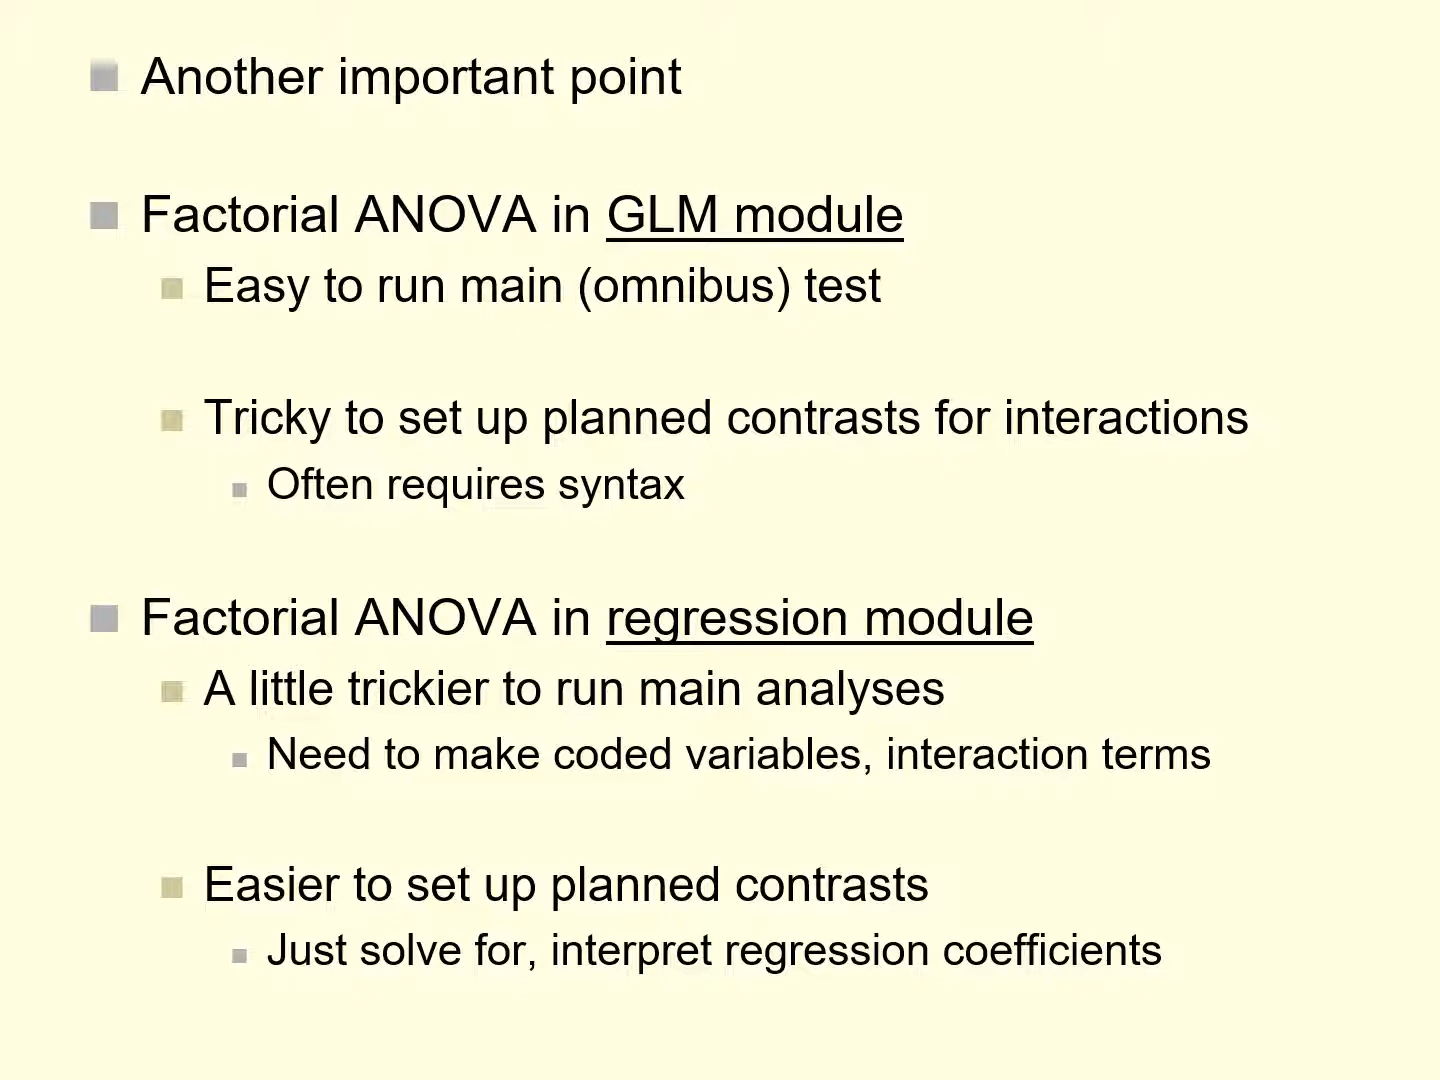 Another important point
Factorial ANOVA in GLM module
Easy to run main (omnibus) test
Tricky to set up planned contrasts for interactions
Often requires syntax
Factorial ANOVA in regression module
A little trickier to run main analyses
Need to make coded variables, interaction terms
Easier to set up planned contrasts
Just solve for, interpret regression coefficients